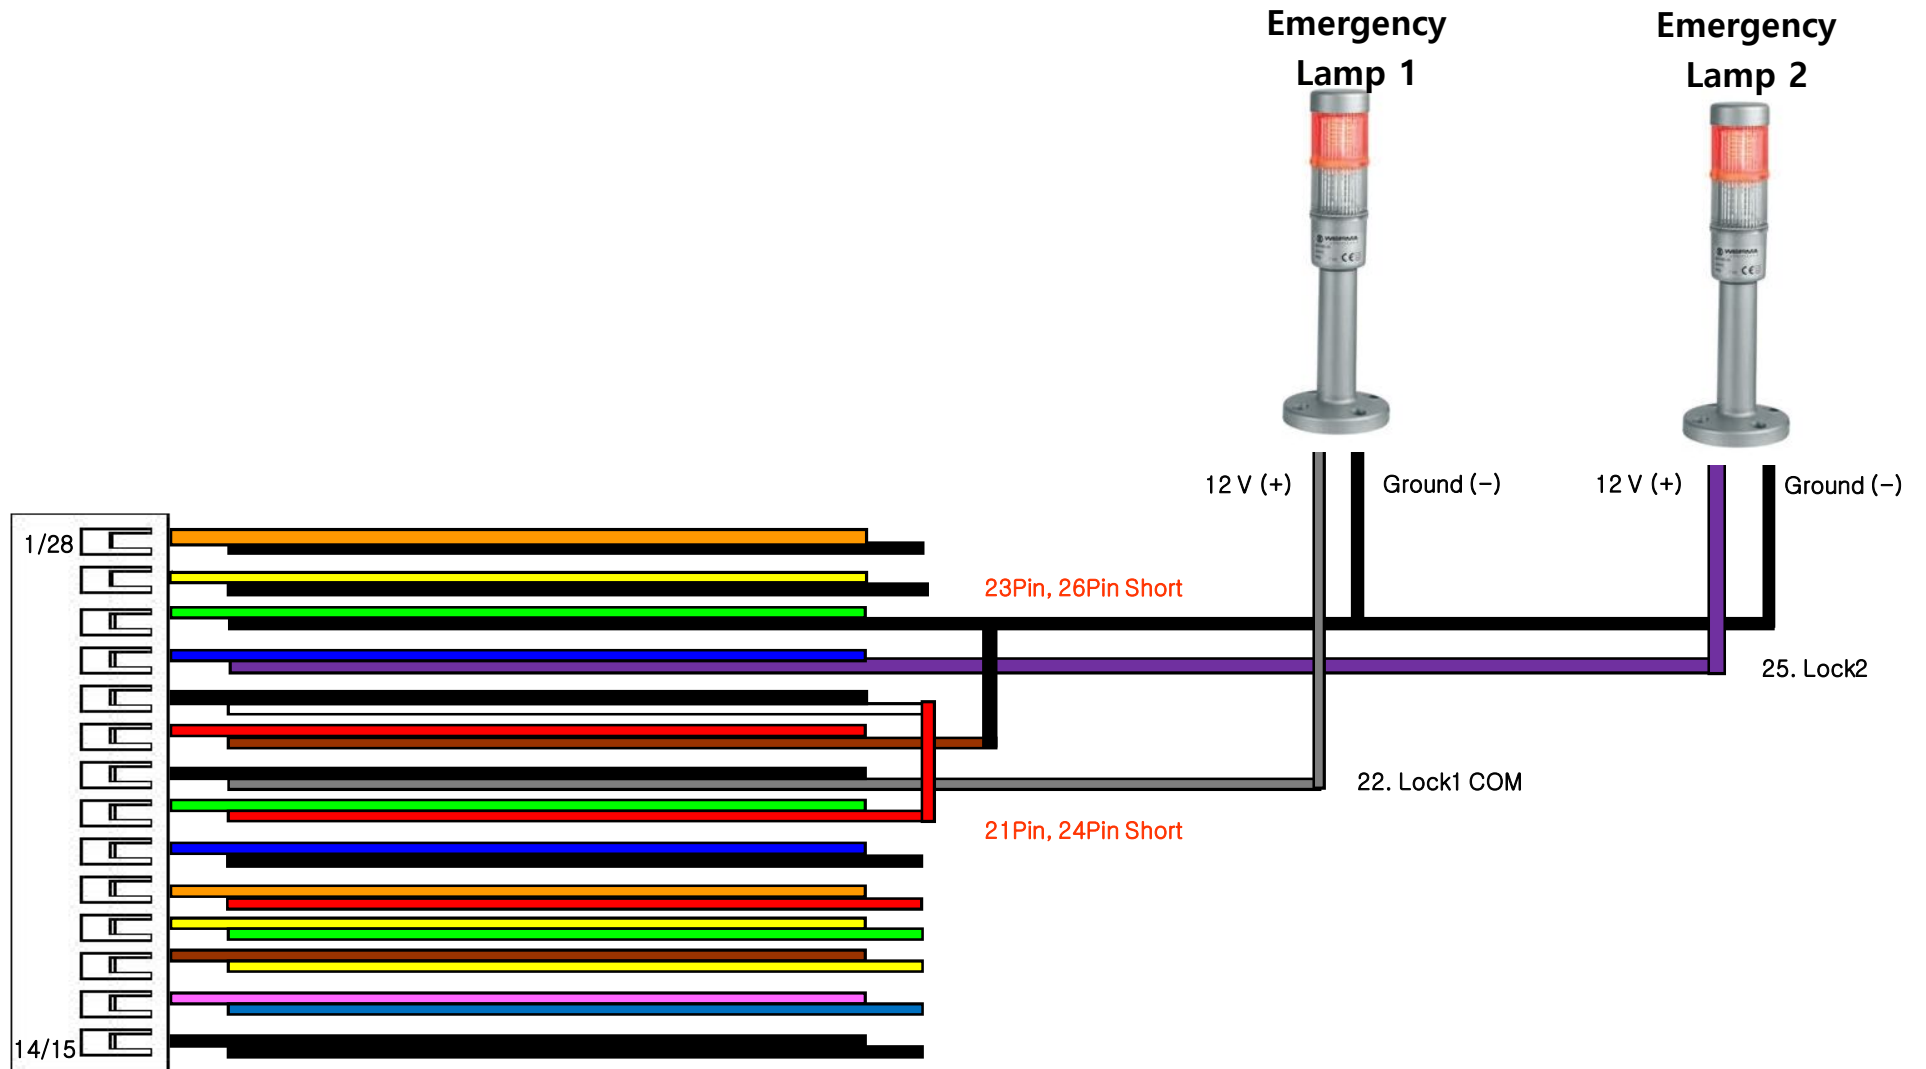 Emergency
Lamp 1
Emergency
Lamp 2
12 V (+)
Ground (-)
12 V (+)
Ground (-)
1/28
23Pin, 26Pin Short
25. Lock2
22. Lock1 COM
21Pin, 24Pin Short
14/15